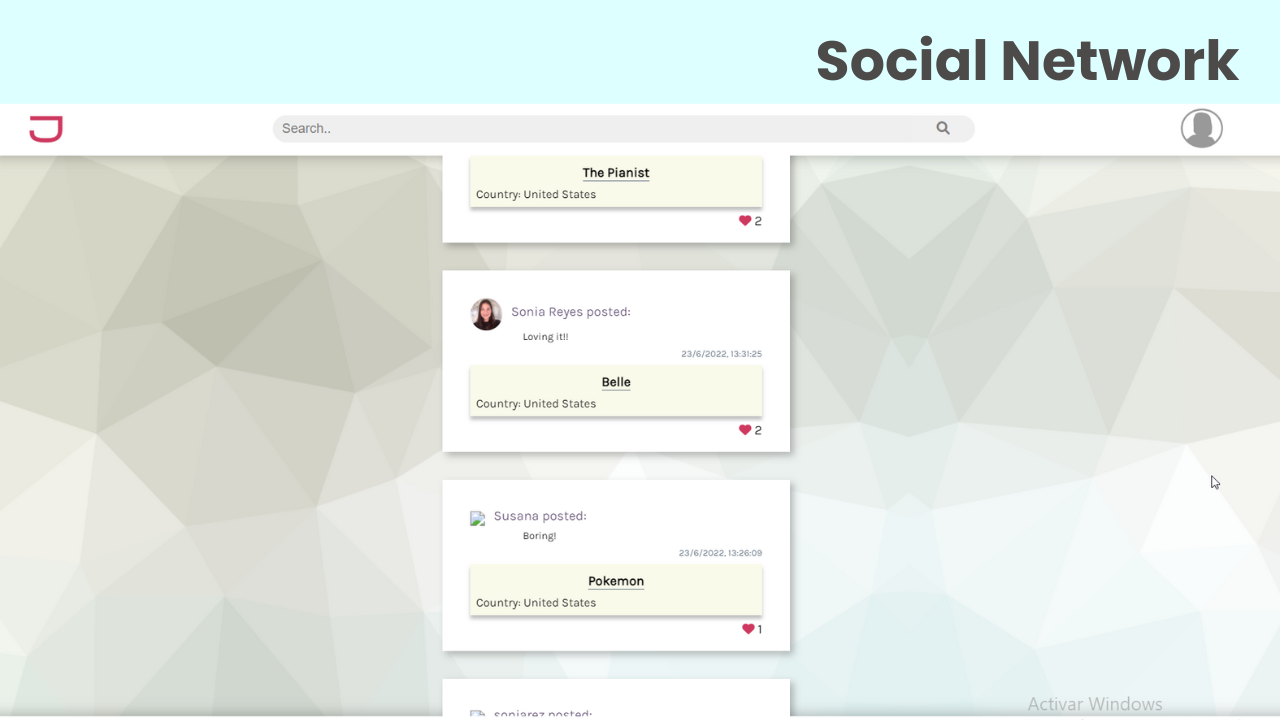 Social Network
Search..
The Pianist
Country: United States
2
Sonia Reyes posted:
Loving it!!
23/6/2022, 13:31:25
Belle
Country: United States
2
Susana posted:
Boring!
23/6/2022, 13:26:09
Pokemon
Country: United States
1
soniarez posted:
Activar Windows